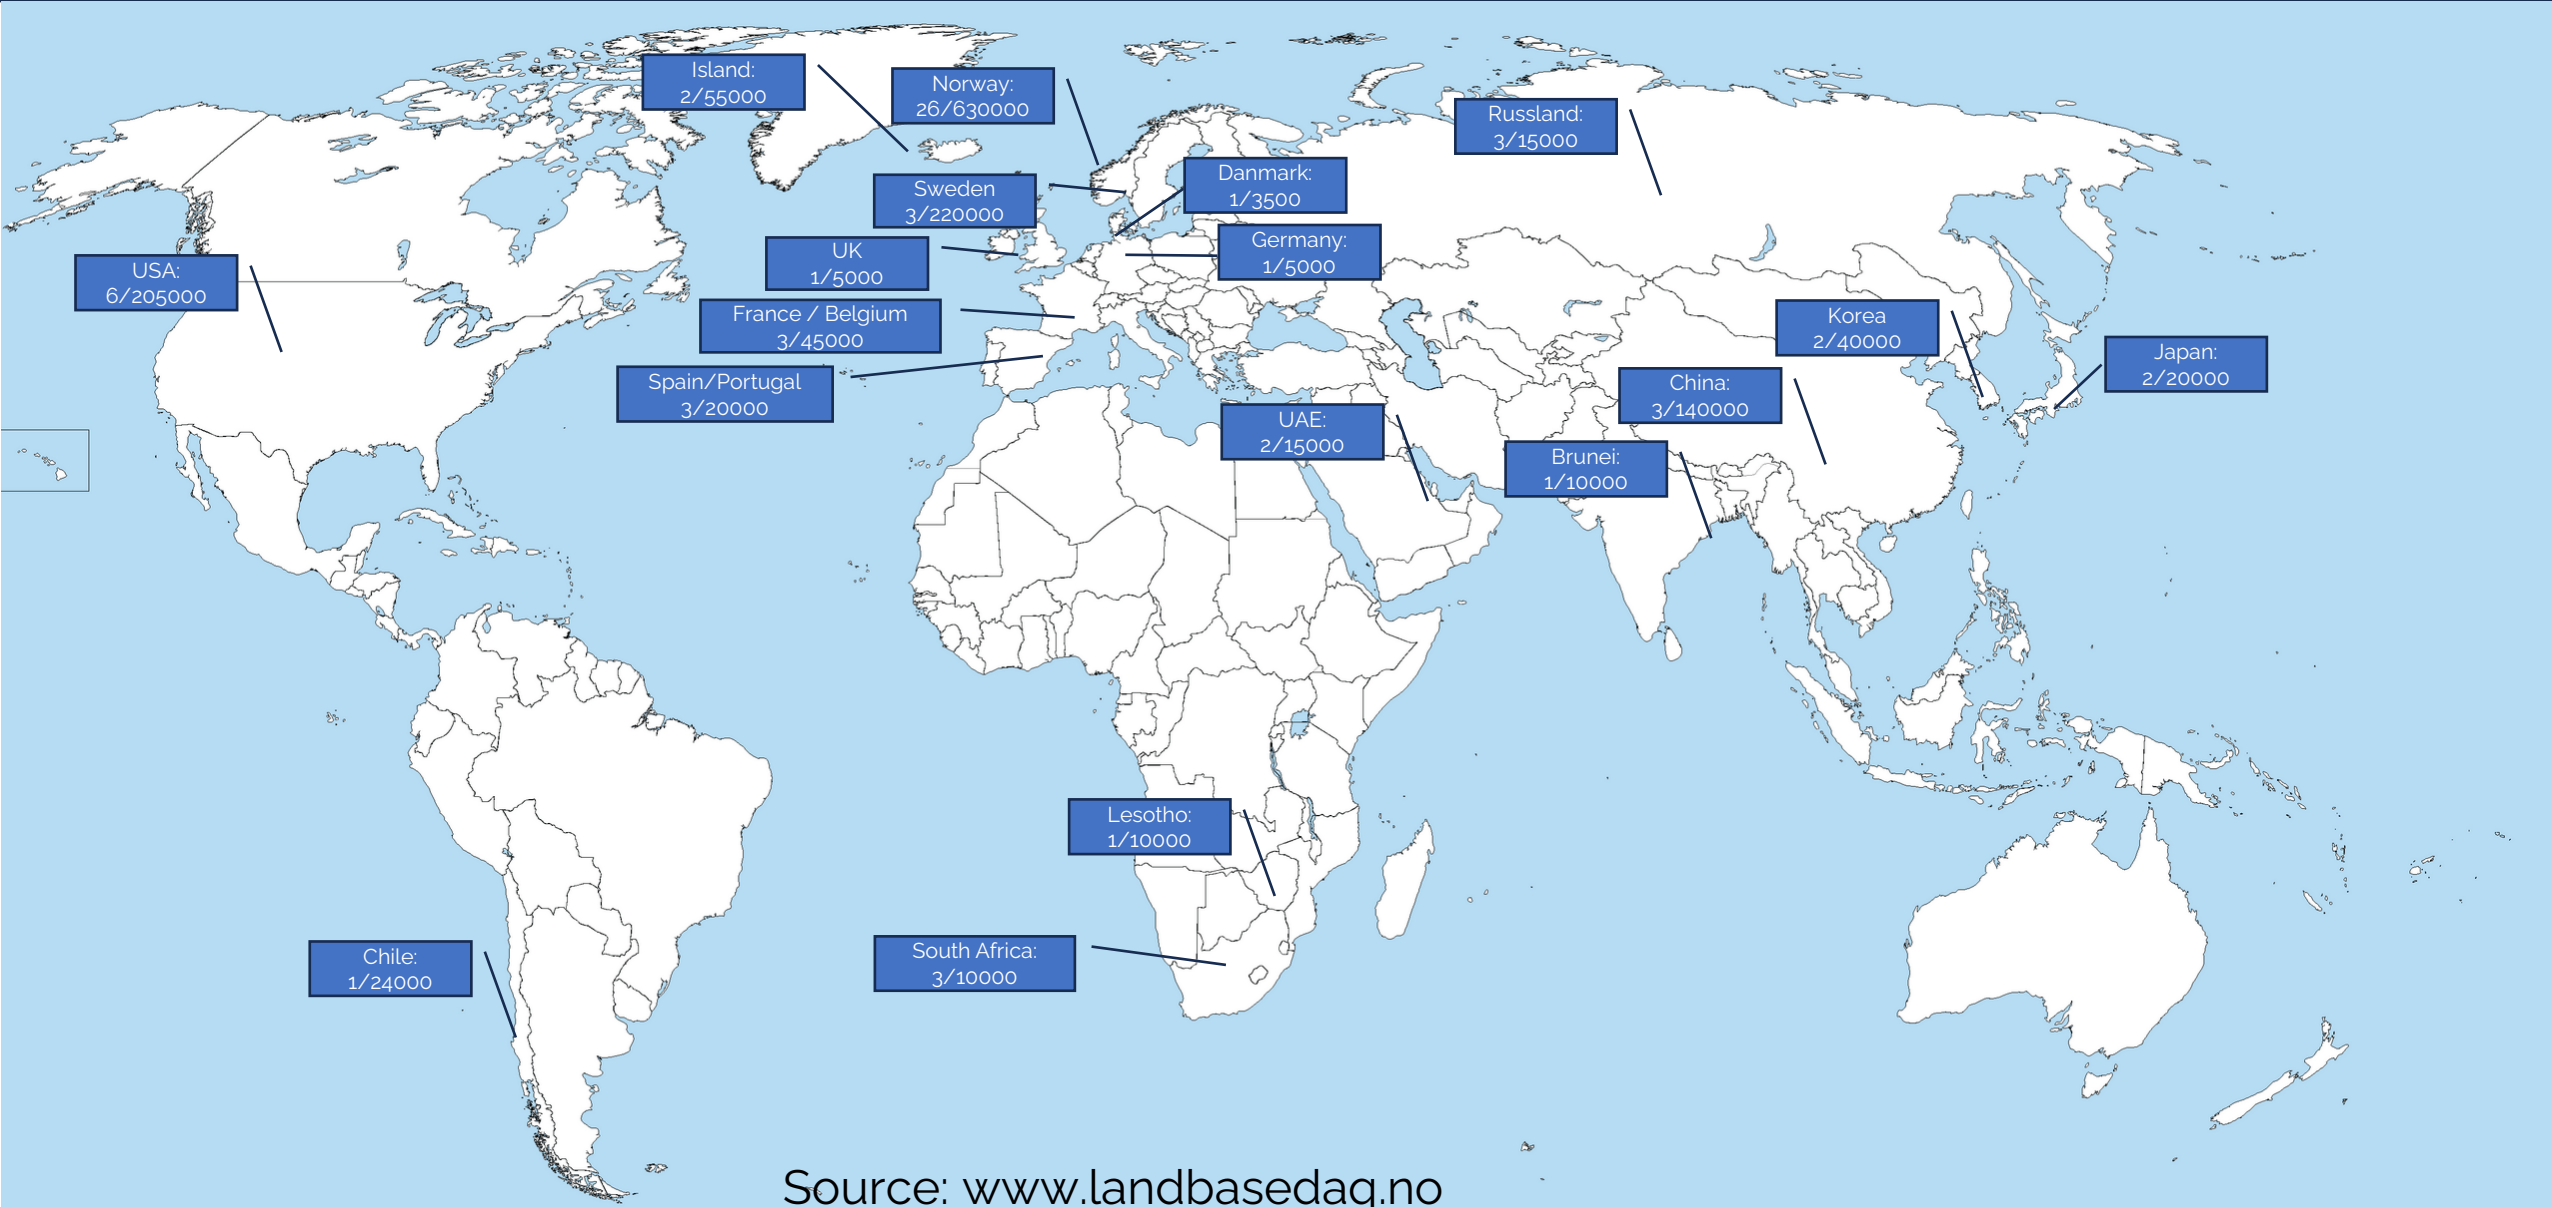 Island:
2/55000
Norway:
26/630000
Russland:
3/15000
Sweden
3/220000
Danmark:
1/3500
UK
1/5000
Germany:
1/5000
USA:
6/205000
France / Belgium
3/45000
Korea
2/40000
Japan:
2/20000
Spain/Portugal
3/20000
China:
3/140000
UAE:
2/15000
Brunei:
1/10000
Lesotho:
1/10000
Chile:
1/24000
South Africa:
3/10000
Source: www.landbasedaq.no